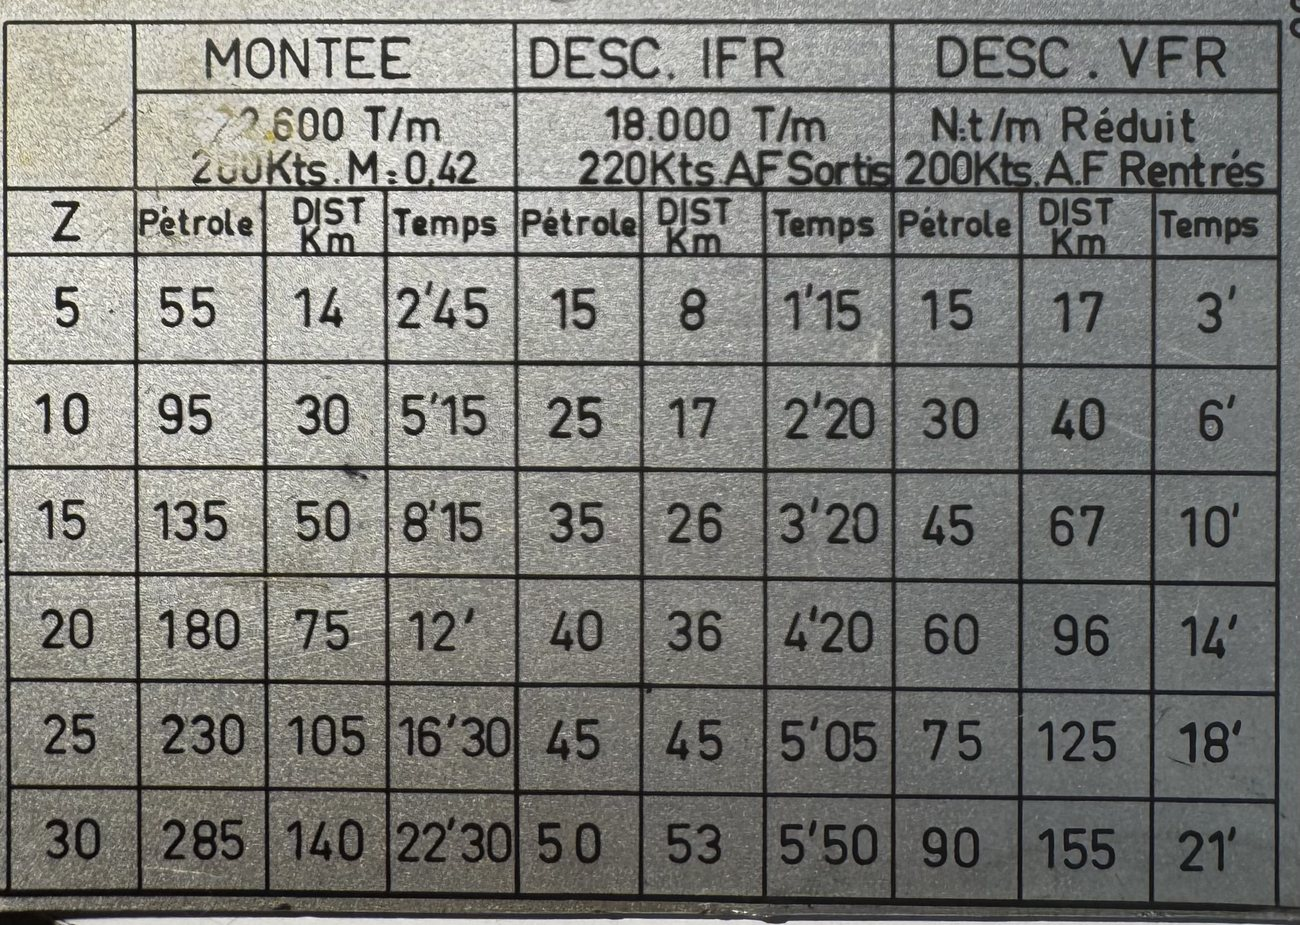 MONTEE DESC. IFR DESC. VFR
22.600 T/m 18.000 T/m N:t/m Réduit
200Kts.M:0,42 220Kts.AF Sortis 200Kts.A.F Rentrés
Z Pétrole DIST Km Temps Pétrole DIST Km Temps Pétrole DIST Km Temps
5 55 14 2'45 15 8 1'15 15 17 3'
10 95 30 5'15 25 17 2'20 30 40 6'
15 135 50 8'15 35 26 3'20 45 67 10'
20 180 75 12' 40 36 4'20 60 96 14'
25 230 105 16'30 45 45 5'05 75 125 18'
30 285 140 22'30 50 53 5'50 90 155 21'